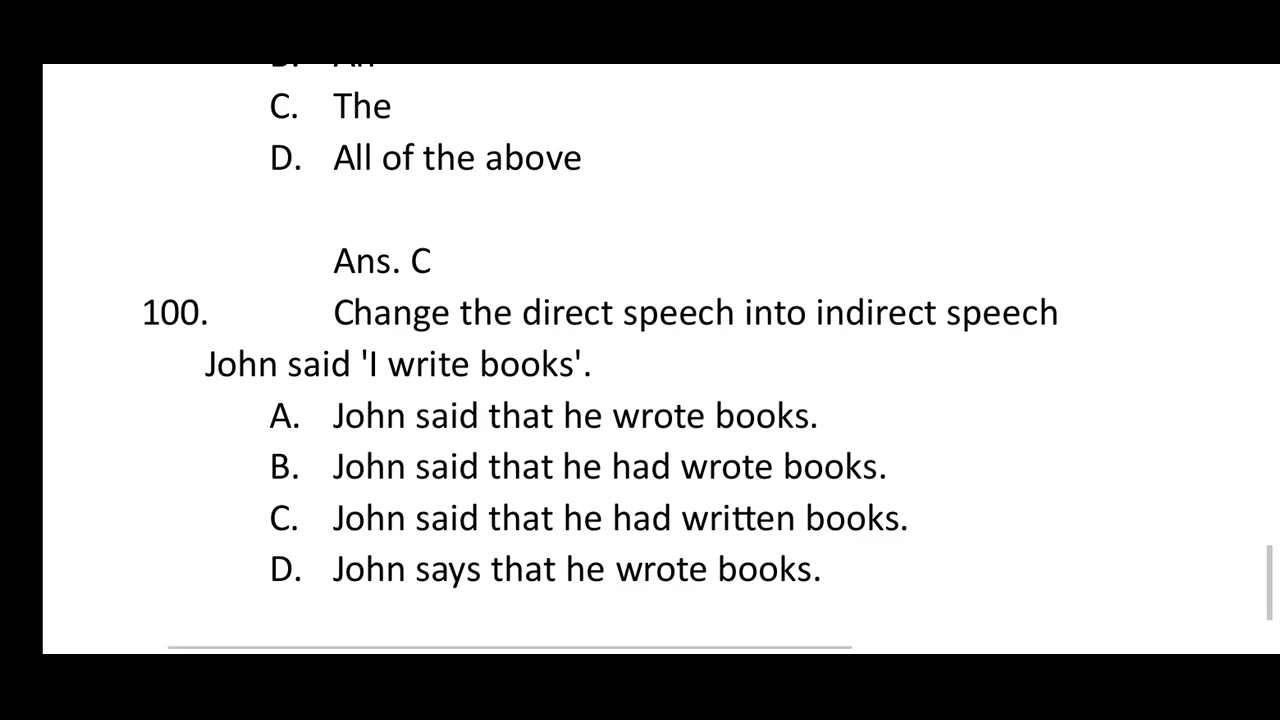 C. The
D. All of the above
Ans. C
100. Change the direct speech into indirect speech
John said 'I write books'.
A. John said that he wrote books.
B. John said that he had wrote books.
C. John said that he had written books.
D. John says that he wrote books.